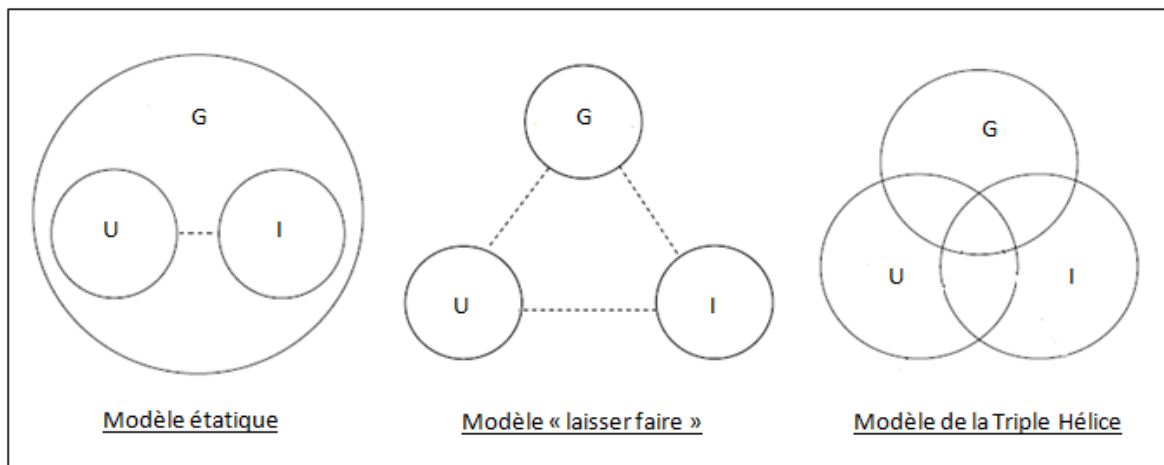 G
U
I
Modèle étatique
G
U
I
Modèle « laisser faire »
G
U
I
Modèle de la Triple Hélice